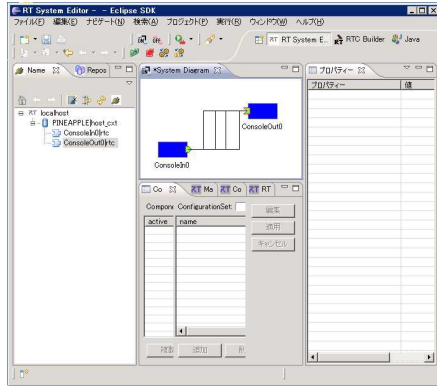 RT System Editor - - Eclipse SDK
ファイル(F) 編集(E) ナビゲート(N) 検索(A) プロジェクト(P) 実行(R) ウィンドウ(W) ヘルプ(H)
RT System E... RTC Builder Java
Name Repos
RT localhost
PINEAPPLE|host_cxt
ConsoleIn0|rtc
ConsoleOut0|rtc
*System Diagram
ConsoleOut0
ConsoleIn0
Co Ma Co RT
ConfigurationSet:
編集
適用
キャンセル
active name
複製 追加
プロパティー
プロパティー 値